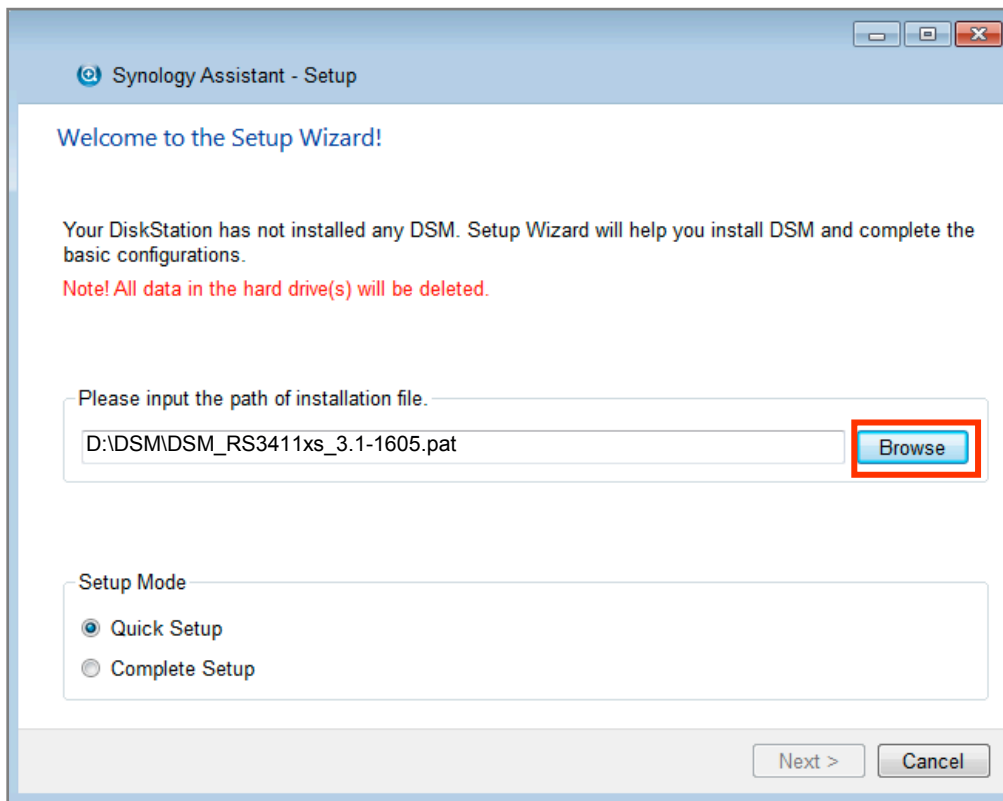 Synology Assistant - Setup
Welcome to the Setup Wizard!
Your DiskStation has not installed any DSM. Setup Wizard will help you install DSM and complete the
basic configurations.
Note! All data in the hard drive(s) will be deleted.
Please input the path of installation file.
D:\DSM\DSM_RS3411xs_3.1-1605.pat
Browse
Setup Mode
Quick Setup
Complete Setup
Next >
Cancel